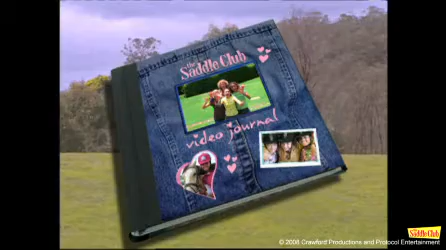 the
Saddle Club
video journal
Saddle Club
© 2008 Crawford Productions and Protocol Entertainment